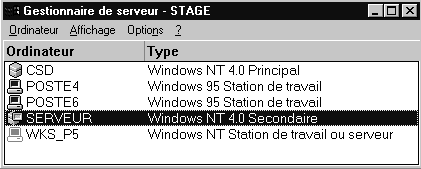 Gestionnaire de serveur - STAGE
Ordinateur Affichage Options ?
Ordinateur Type
CSD Windows NT 4.0 Principal
POSTE4 Windows 95 Station de travail
POSTE6 Windows 95 Station de travail
SERVEUR Windows NT 4.0 Secondaire
WKS_P5 Windows NT Station de travail ou serveur